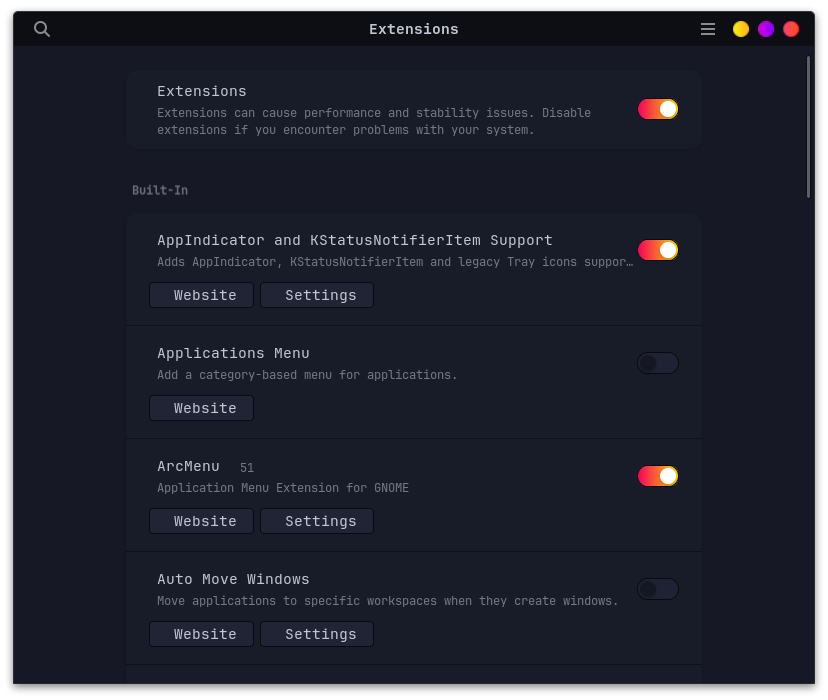 Extensions
Extensions
Extensions can cause performance and stability issues. Disable
extensions if you encounter problems with your system.
Built-In
AppIndicator and KStatusNotifierItem Support
Adds AppIndicator, KStatusNotifierItem and legacy Tray icons suppor…
Website Settings
Applications Menu
Add a category-based menu for applications.
Website
ArcMenu 51
Application Menu Extension for GNOME
Website Settings
Auto Move Windows
Move applications to specific workspaces when they create windows.
Website Settings